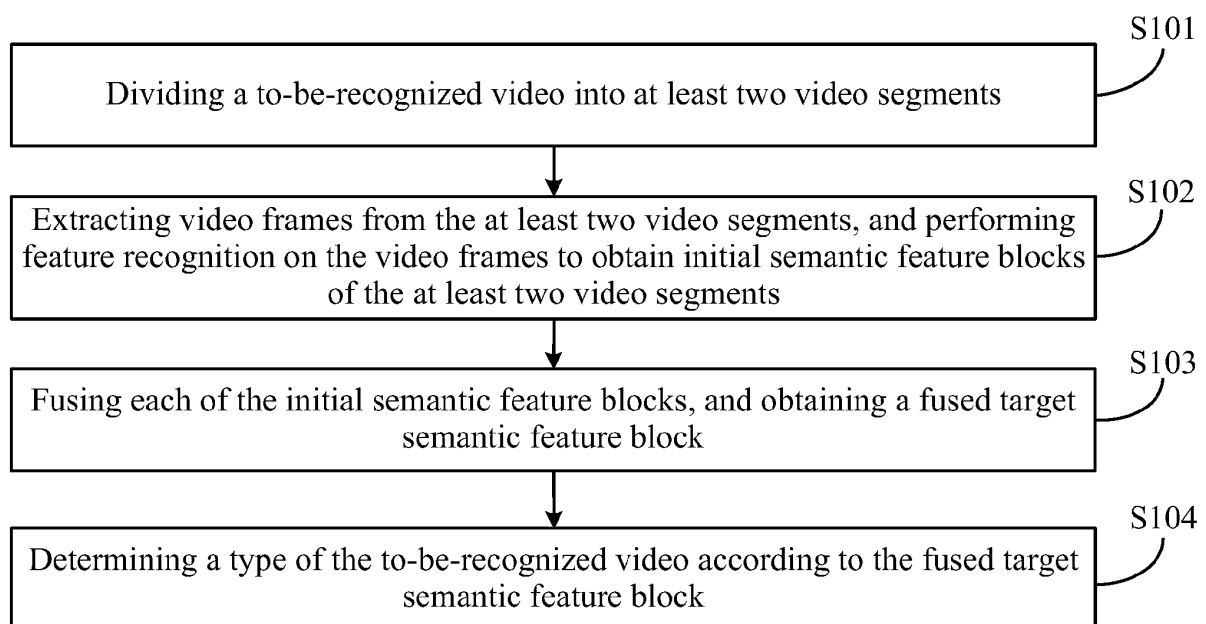 S101
Dividing a to-be-recognized video into at least two video segments
S102
Extracting video frames from the at least two video segments, and performing
feature recognition on the video frames to obtain initial semantic feature blocks
of the at least two video segments
S103
Fusing each of the initial semantic feature blocks, and obtaining a fused target
semantic feature block
S104
Determining a type of the to-be-recognized video according to the fused target
semantic feature block